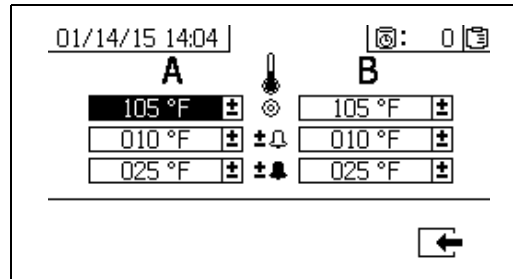 01/14/15 14:04 : 0
A B
105 °F ± 105 °F ±
010 °F ± ± 010 °F ±
025 °F ± ± 025 °F ±